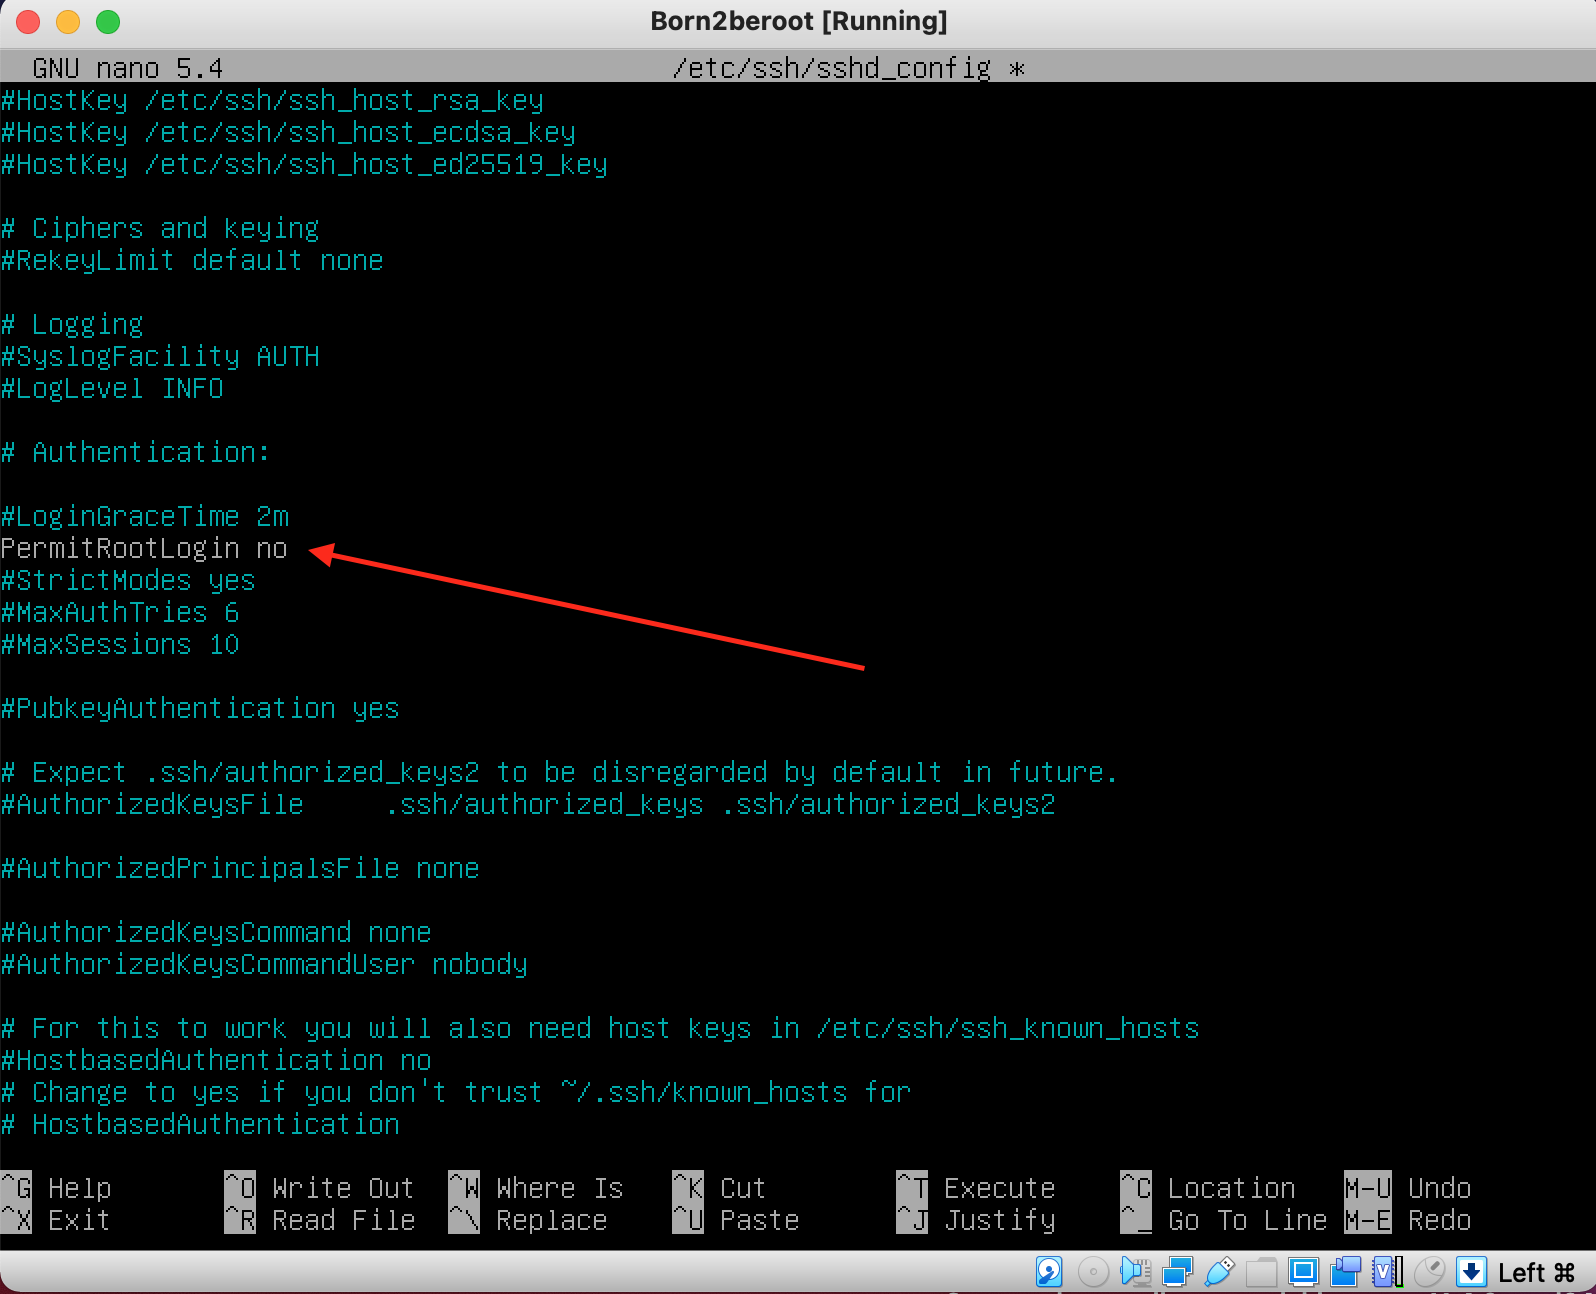 Born2beroot [Running]
GNU nano 5.4 /etc/ssh/sshd_config *
#HostKey /etc/ssh/ssh_host_rsa_key
#HostKey /etc/ssh/ssh_host_ecdsa_key
#HostKey /etc/ssh/ssh_host_ed25519_key
# Ciphers and keying
#RekeyLimit default none
# Logging
#SyslogFacility AUTH
#LogLevel INFO
# Authentication:
#LoginGraceTime 2m
PermitRootLogin no
#StrictModes yes
#MaxAuthTries 6
#MaxSessions 10
#PubkeyAuthentication yes
# Expect .ssh/authorized_keys2 to be disregarded by default in future.
#AuthorizedKeysFile .ssh/authorized_keys .ssh/authorized_keys2
#AuthorizedPrincipalsFile none
#AuthorizedKeysCommand none
#AuthorizedKeysCommandUser nobody
# For this to work you will also need host keys in /etc/ssh/ssh_known_hosts
#HostbasedAuthentication no
# Change to yes if you don't trust ~/.ssh/known_hosts for
# HostbasedAuthentication
^G Help ^O Write Out ^W Where Is ^K Cut ^T Execute ^C Location M-U Undo
^X Exit ^R Read File ^\ Replace ^U Paste ^J Justify ^_ Go To Line M-E Redo
Left ⌘